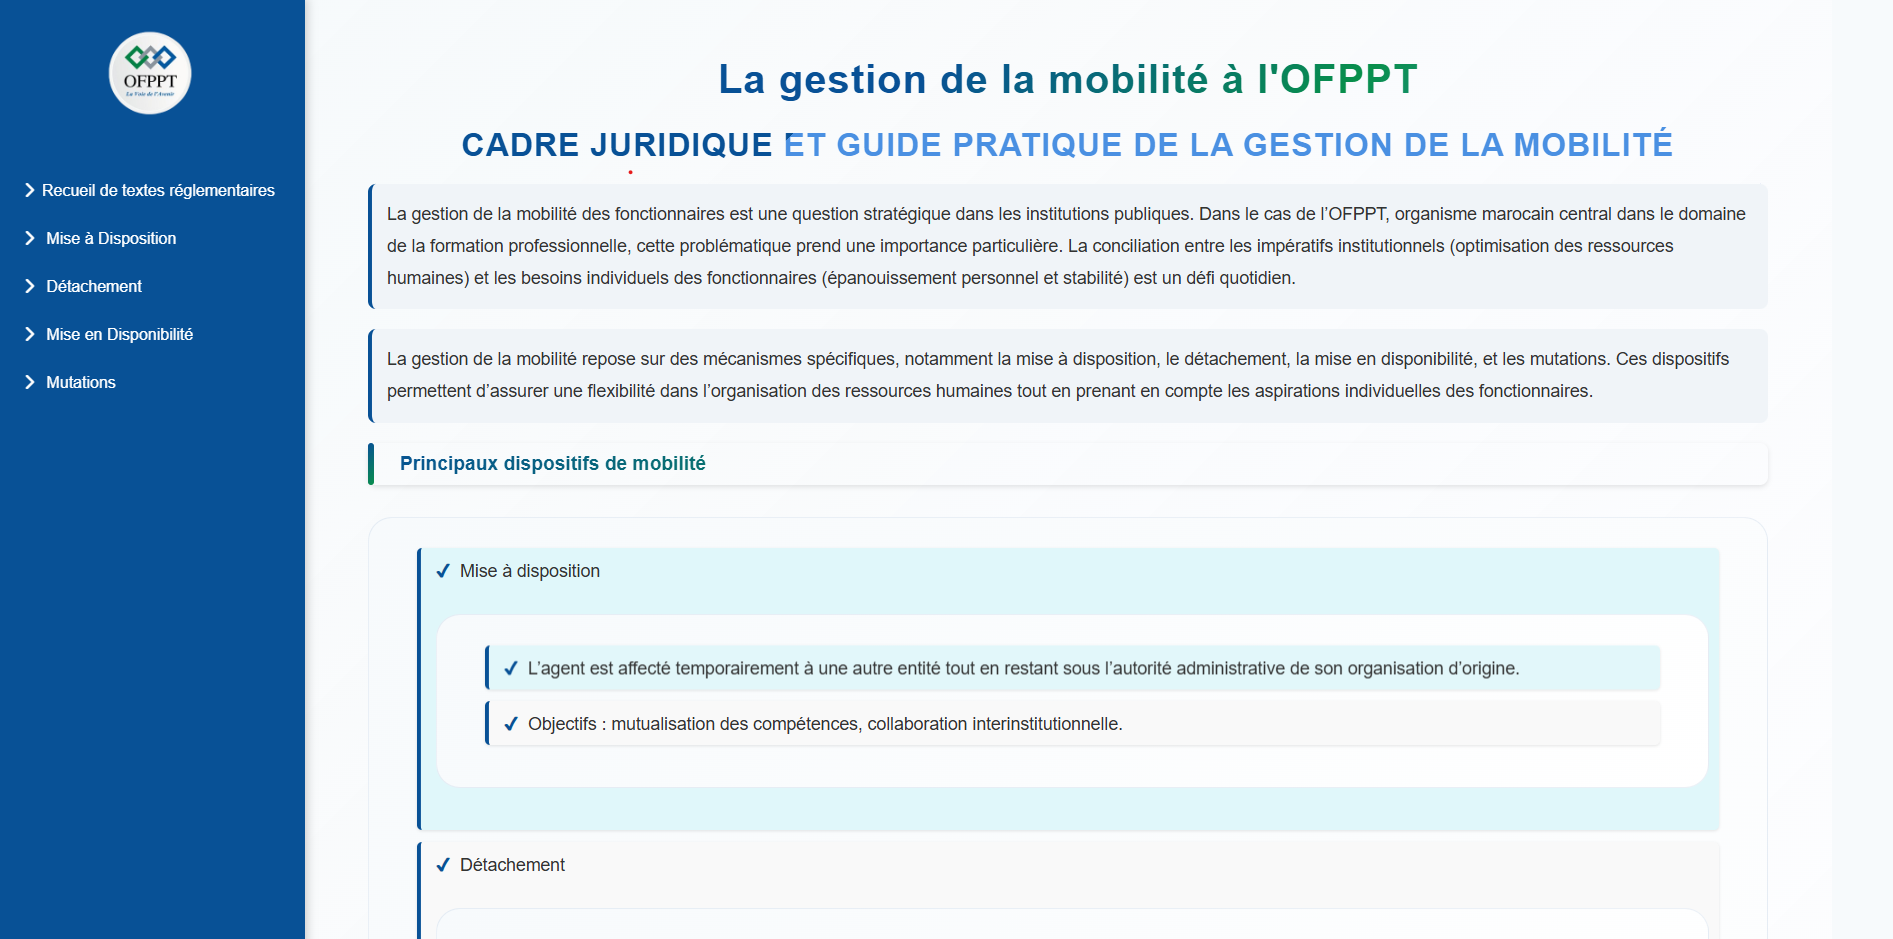 OFPPT
La Voie de l'Avenir
Recueil de textes réglementaires
Mise à Disposition
Détachement
Mise en Disponibilité
Mutations
La gestion de la mobilité à l'OFPPT
CADRE JURIDIQUE ET GUIDE PRATIQUE DE LA GESTION DE LA MOBILITÉ
La gestion de la mobilité des fonctionnaires est une question stratégique dans les institutions publiques. Dans le cas de l’OFPPT, organisme marocain central dans le domaine
de la formation professionnelle, cette problématique prend une importance particulière. La conciliation entre les impératifs institutionnels (optimisation des ressources
humaines) et les besoins individuels des fonctionnaires (épanouissement personnel et stabilité) est un défi quotidien.
La gestion de la mobilité repose sur des mécanismes spécifiques, notamment la mise à disposition, le détachement, la mise en disponibilité, et les mutations. Ces dispositifs
permettent d’assurer une flexibilité dans l’organisation des ressources humaines tout en prenant en compte les aspirations individuelles des fonctionnaires.
Principaux dispositifs de mobilité
✔ Mise à disposition
✔ L’agent est affecté temporairement à une autre entité tout en restant sous l’autorité administrative de son organisation d’origine.
✔ Objectifs : mutualisation des compétences, collaboration interinstitutionnelle.
✔ Détachement